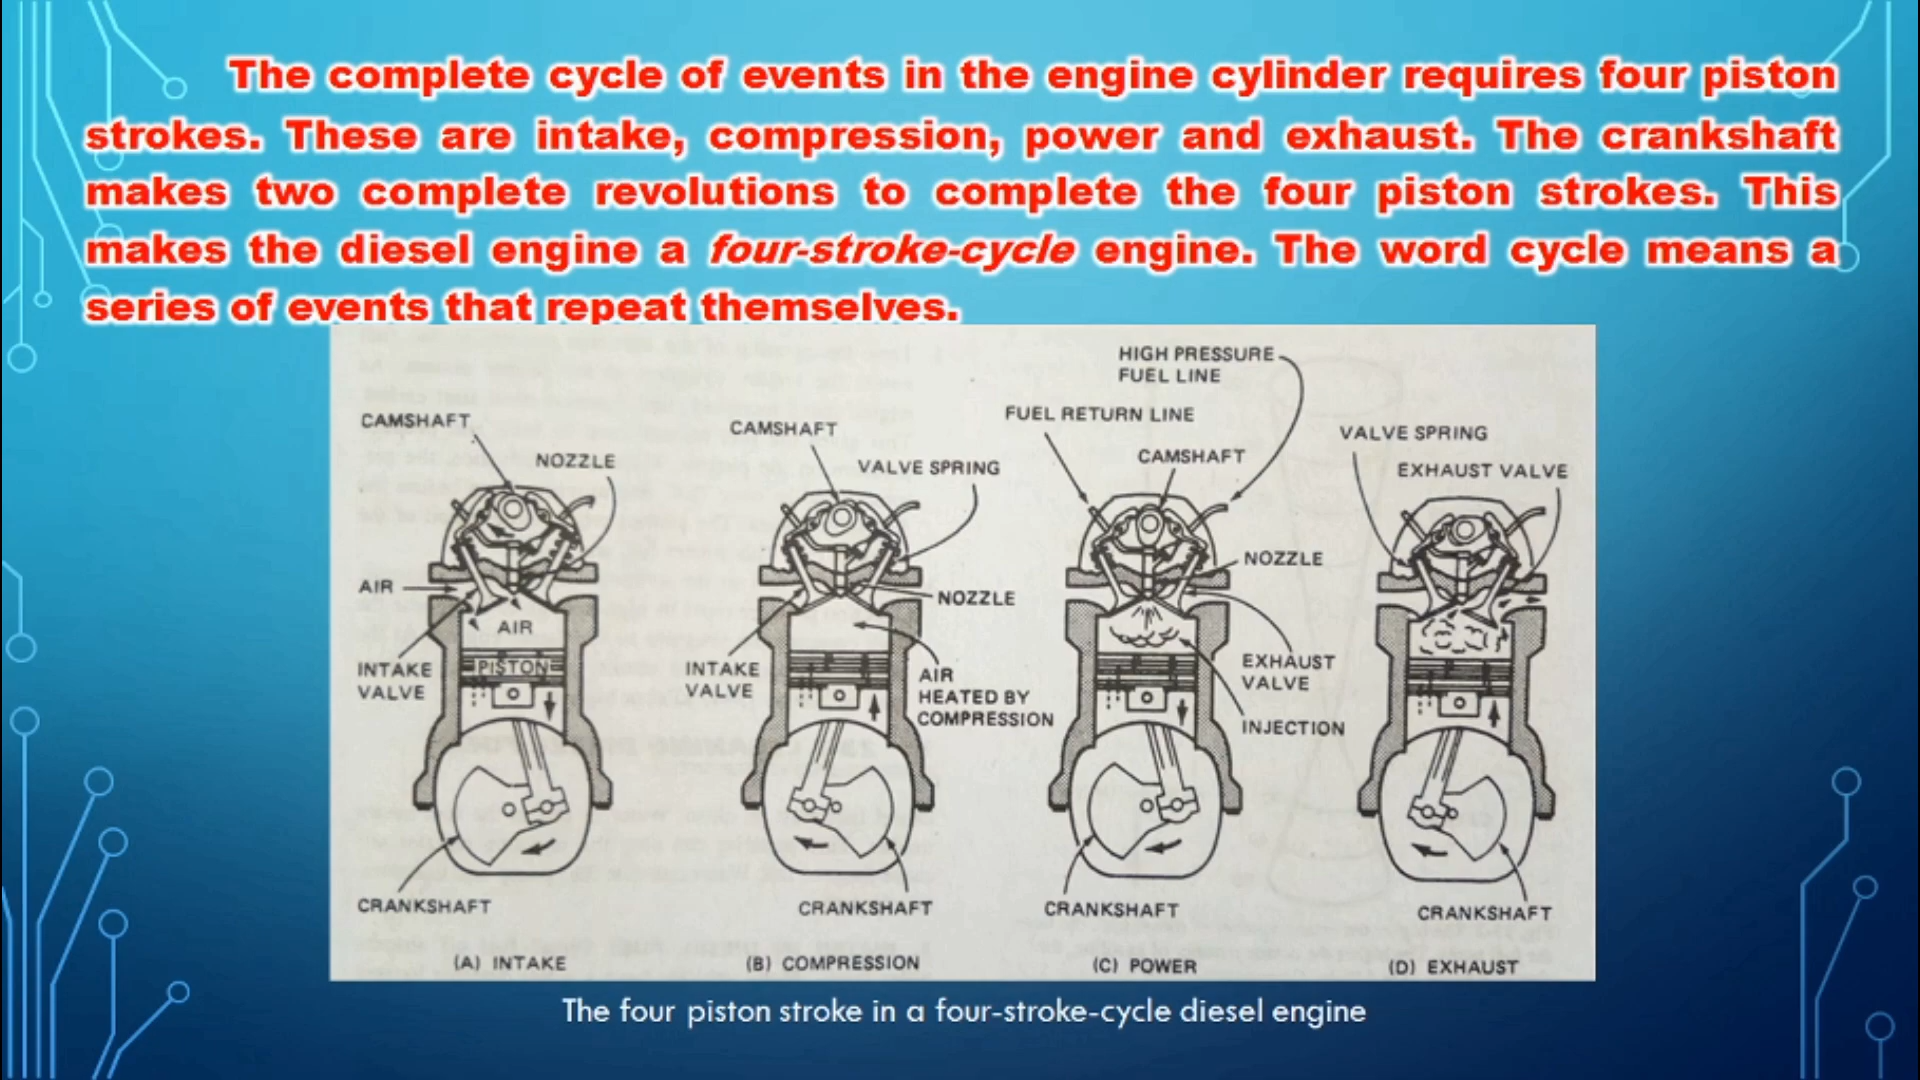 The complete cycle of events in the engine cylinder requires four piston
strokes. These are intake, compression, power and exhaust. The crankshaft
makes two complete revolutions to complete the four piston strokes. This
makes the diesel engine a four-stroke-cycle engine. The word cycle means a
series of events that repeat themselves.
CAMSHAFT
NOZZLE
AIR
AIR
PISTON
INTAKE
VALVE
CRANKSHAFT
(A) INTAKE
CAMSHAFT
VALVE SPRING
NOZZLE
INTAKE
VALVE
AIR
HEATED BY
COMPRESSION
CRANKSHAFT
(B) COMPRESSION
HIGH PRESSURE
FUEL LINE
FUEL RETURN LINE
CAMSHAFT
NOZZLE
EXHAUST
VALVE
INJECTION
CRANKSHAFT
(C) POWER
VALVE SPRING
EXHAUST VALVE
CRANKSHAFT
(D) EXHAUST
The four piston stroke in a four-stroke-cycle diesel engine